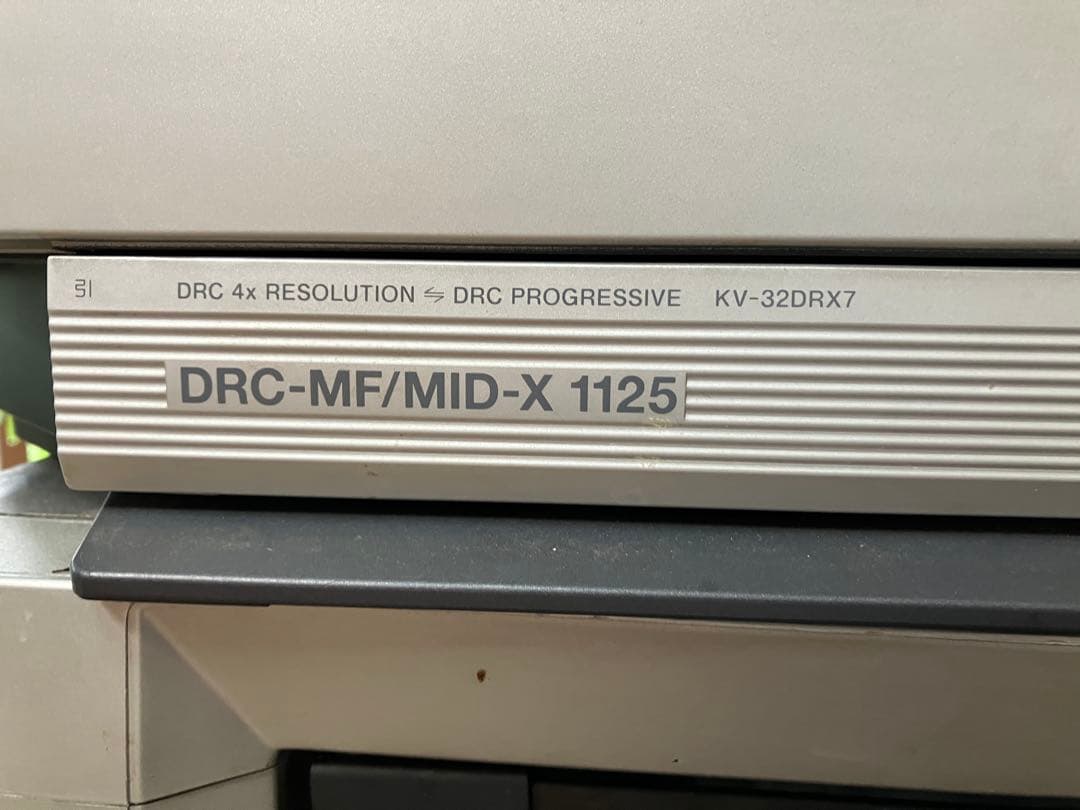 DRC 4x RESOLUTION ⇋ DRC PROGRESSIVE KV-32DRX7
DRC-MF/MID-X 1125